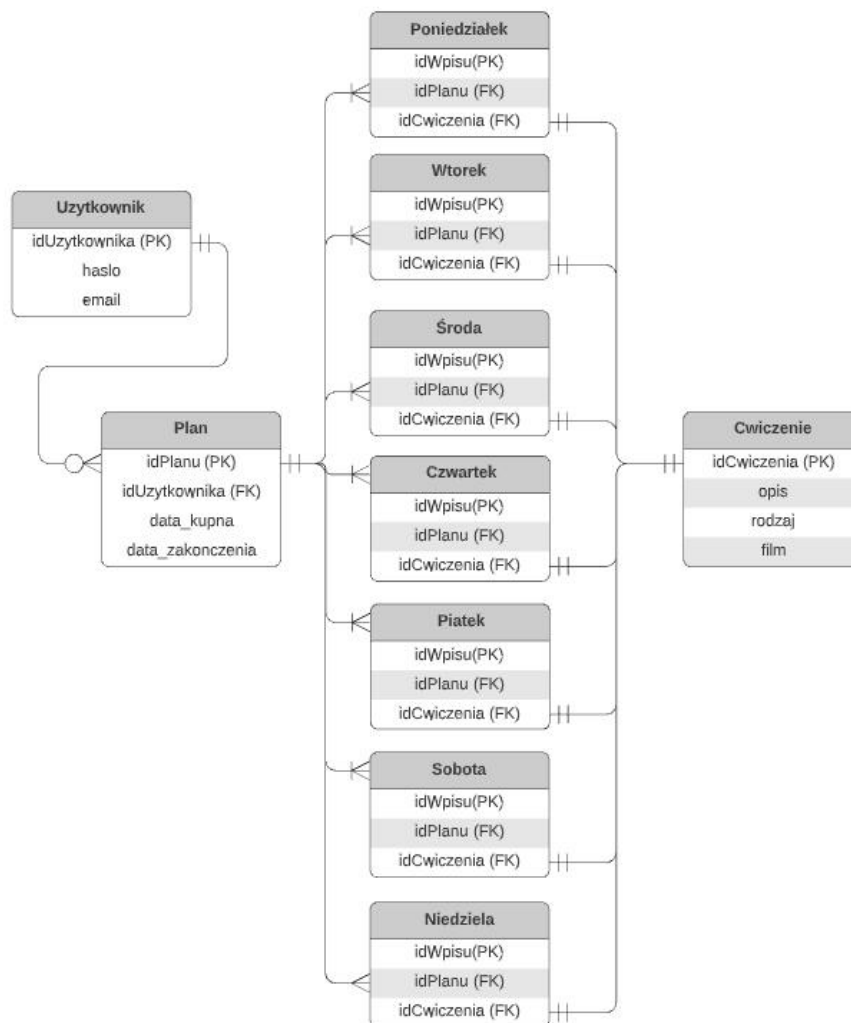 Poniedziałek
idWpisu(PK)
idPlanu (FK)
idCwiczenia (FK)
Wtorek
idWpisu(PK)
idPlanu (FK)
idCwiczenia (FK)
Uzytkownik
idUzytkownika (PK)
haslo
email
Środa
idWpisu(PK)
idPlanu (FK)
idCwiczenia (FK)
Plan
idPlanu (PK)
idUzytkownika (FK)
data_kupna
data_zakonczenia
Czwartek
idWpisu(PK)
idPlanu (FK)
idCwiczenia (FK)
Cwiczenie
idCwiczenia (PK)
opis
rodzaj
film
Piatek
idWpisu(PK)
idPlanu (FK)
idCwiczenia (FK)
Sobota
idWpisu(PK)
idPlanu (FK)
idCwiczenia (FK)
Niedziela
idWpisu(PK)
idPlanu (FK)
idCwiczenia (FK)